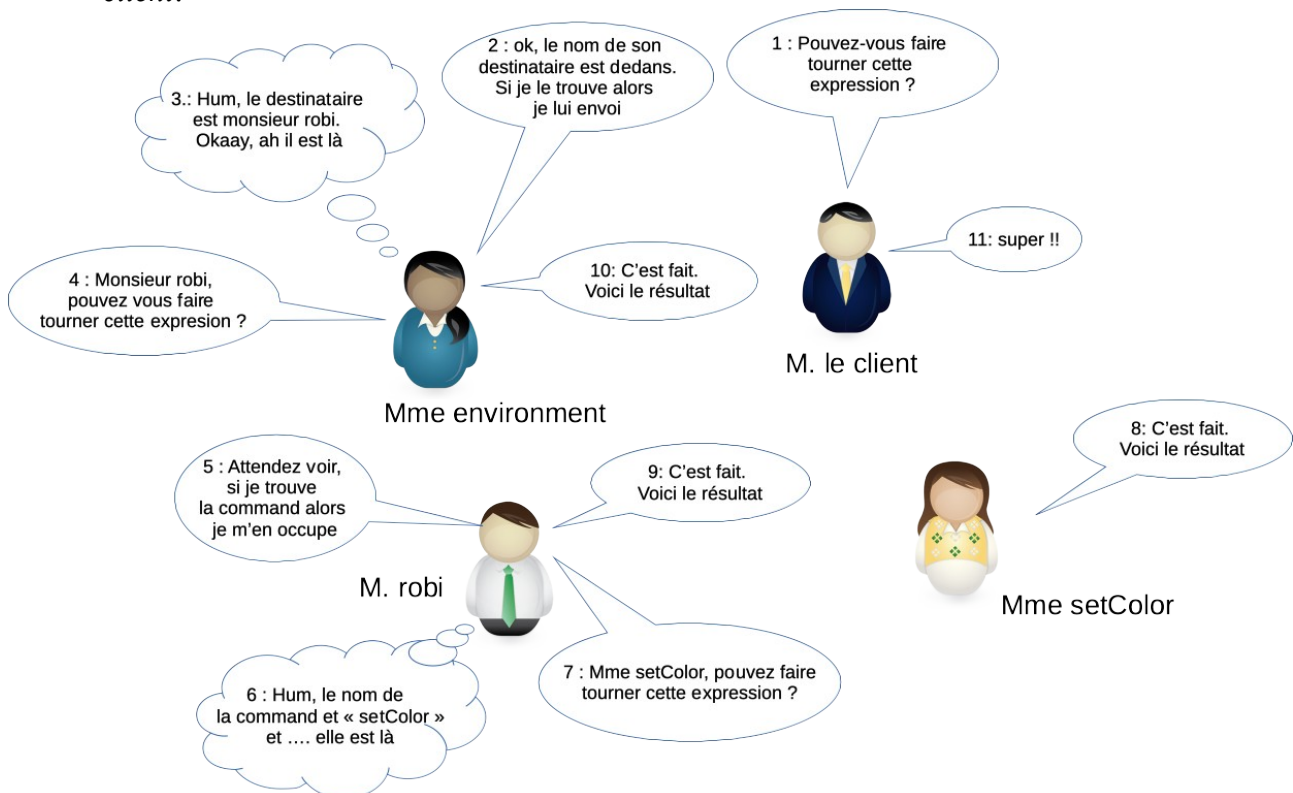 2 : ok, le nom de son
destinataire est dedans.
Si je le trouve alors
je lui envoi
1 : Pouvez-vous faire
tourner cette
expression ?
3.: Hum, le destinataire
est monsieur robi.
Okaay, ah il est là
11: super !!
4 : Monsieur robi,
pouvez vous faire
tourner cette expresion ?
10: C'est fait.
Voici le résultat
M. le client
Mme environment
8: C'est fait.
Voici le résultat
5 : Attendez voir,
si je trouve
la command alors
je m'en occupe
9: C'est fait.
Voici le résultat
M. robi
Mme setColor
7 : Mme setColor, pouvez faire
tourner cette expression ?
6 : Hum, le nom de
la command et « setColor »
et .... elle est là